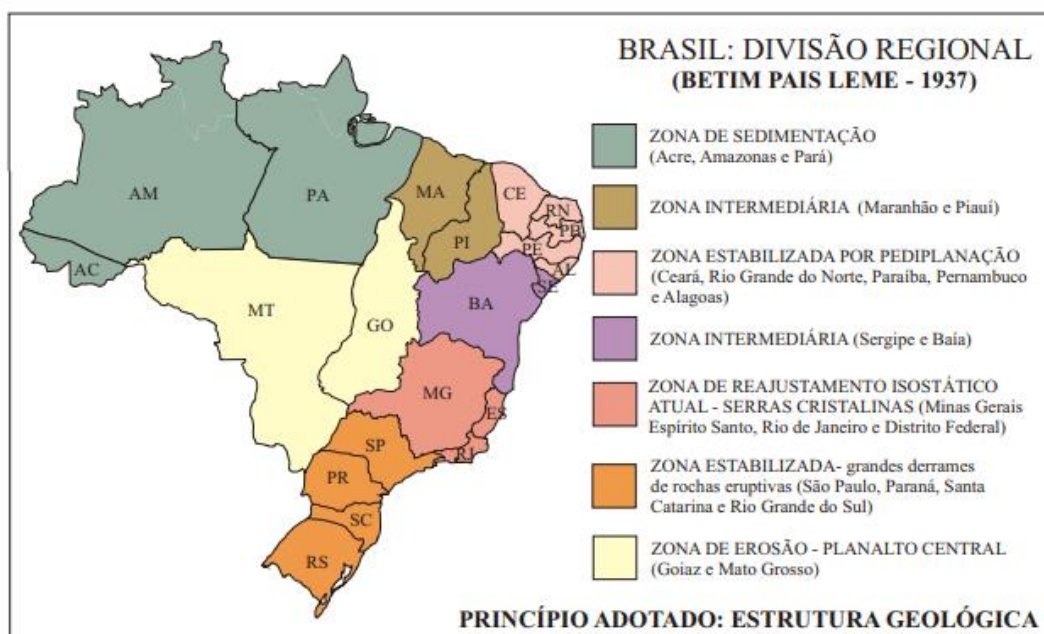 BRASIL: DIVISÃO REGIONAL
(BETIM PAIS LEME - 1937)
ZONA DE SEDIMENTAÇÃO
(Acre, Amazonas e Pará)
ZONA INTERMEDIÁRIA (Maranhão e Piauí)
ZONA ESTABILIZADA POR PEDIPLANAÇÃO
(Ceará, Rio Grande do Norte, Paraíba, Pernambuco
e Alagoas)
ZONA INTERMEDIÁRIA (Sergipe e Baía)
ZONA DE REAJUSTAMENTO ISOSTÁTICO
ATUAL - SERRAS CRISTALINAS (Minas Gerais
Espírito Santo, Rio de Janeiro e Distrito Federal)
ZONA ESTABILIZADA- grandes derrames
de rochas eruptivas (São Paulo, Paraná, Santa
Catarina e Rio Grande do Sul)
ZONA DE EROSÃO - PLANALTO CENTRAL
(Goiaz e Mato Grosso)
PRINCÍPIO ADOTADO: ESTRUTURA GEOLÓGICA
AM
PA
MA
CE
RN
PB
PI
PE
AL
SE
AC
BA
MT
GO
MG
ES
SP
RJ
PR
SC
RS